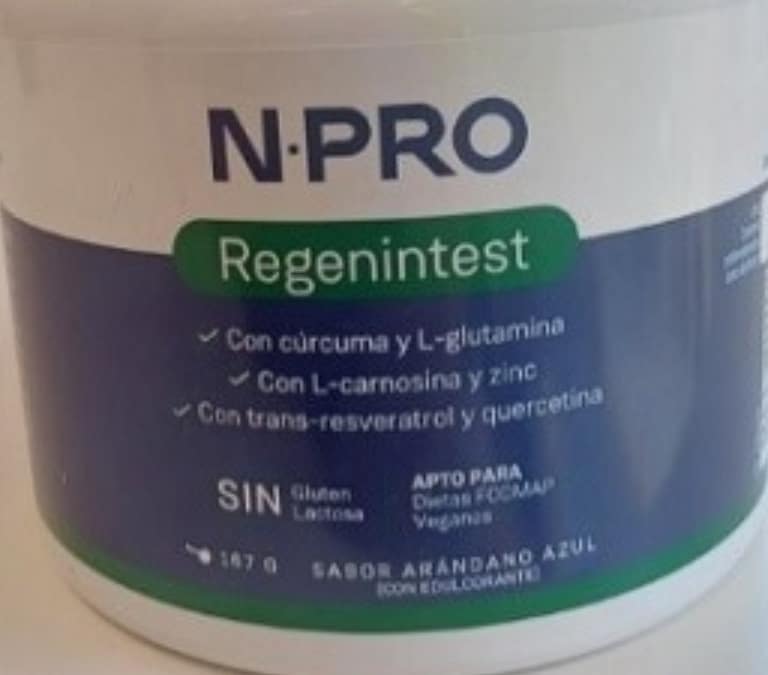 N·PRO
Regenintest
✓ Con cúrcuma y L-glutamina
✓ Con L-carnosina y zinc
✓ Con trans-resveratrol y quercetina
SIN Gluten
Lactosa
APTO PARA
Dietas FODMAP
Veganos
167 G
SABOR ARÁNDANO AZUL
(CON EDULCORANTE)